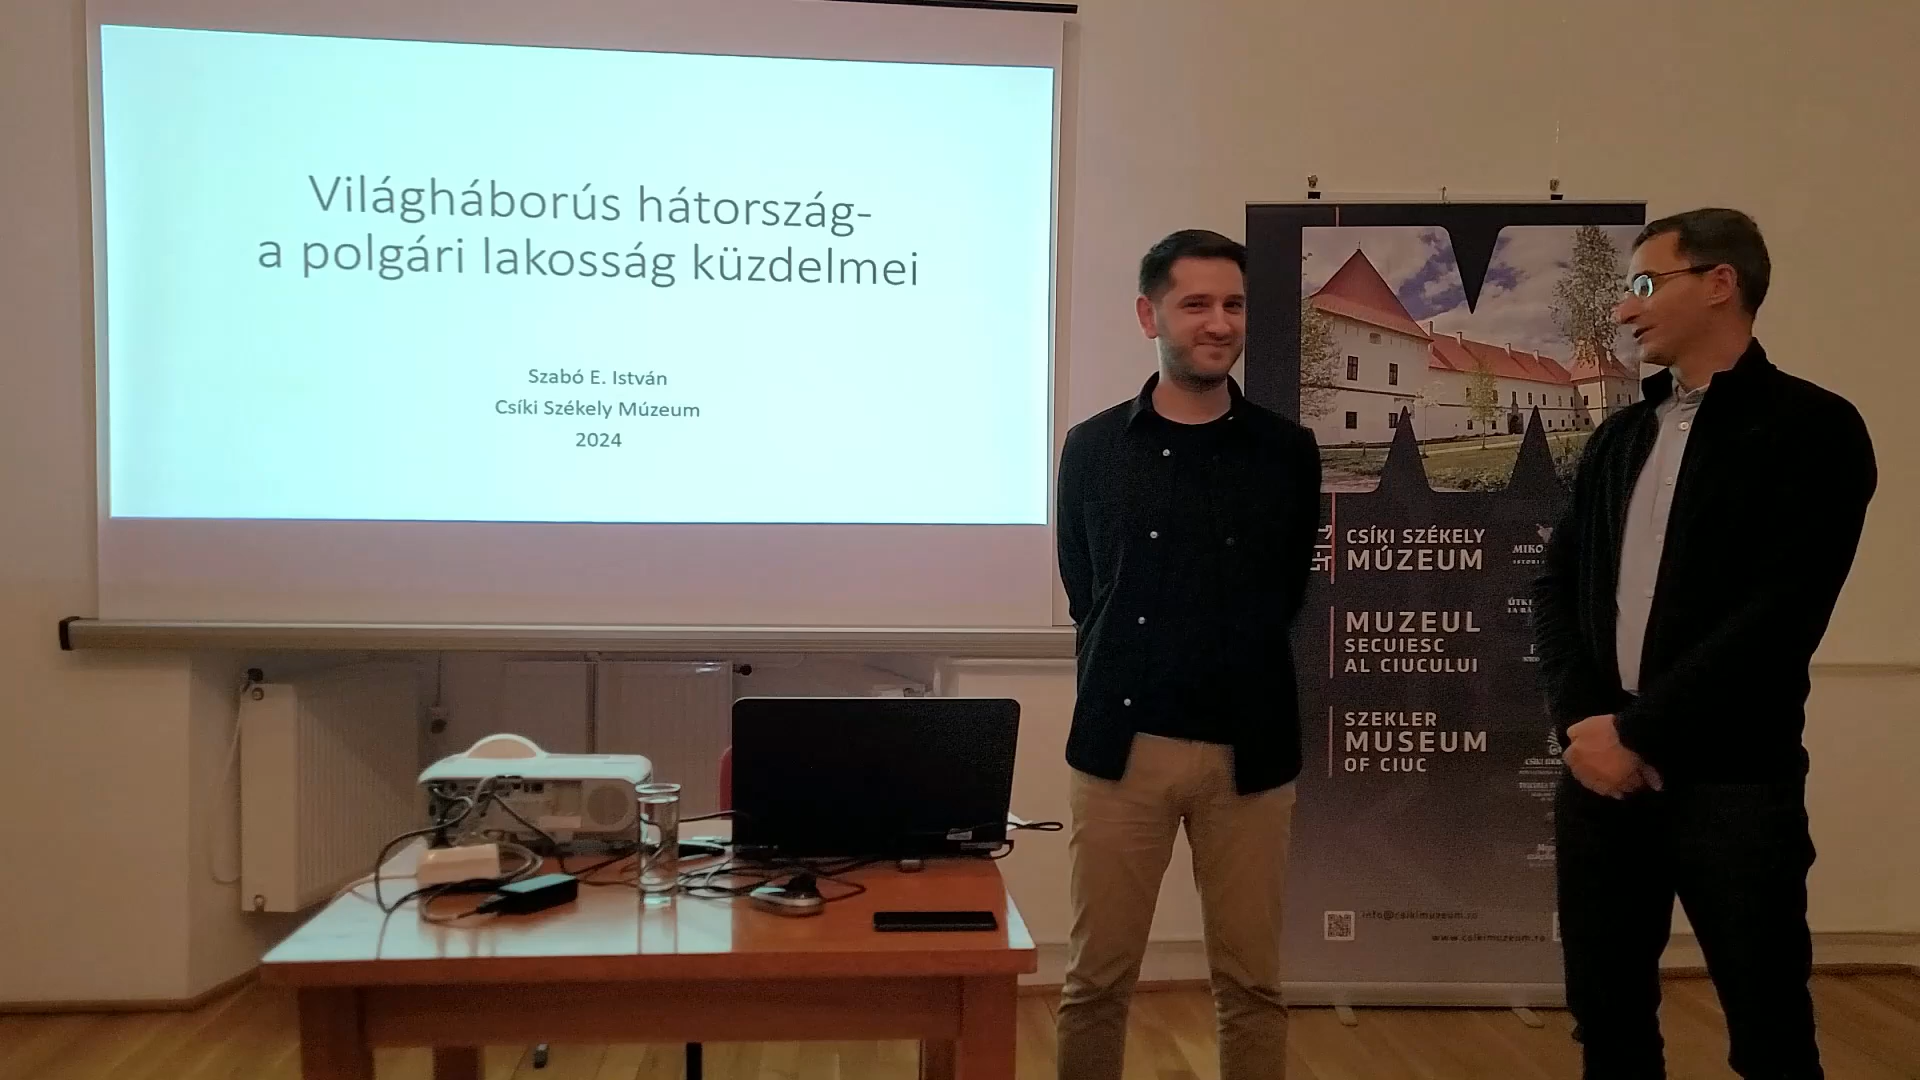 Világháborús hátország-
a polgári lakosság küzdelmei
Szabó E. István
Csíki Székely Múzeum
2024
CSÍKI SZÉKELY
MÚZEUM
MUZEUL
SECUIESC
AL CIUCULUI
SZEKLER
MUSEUM
OF CIUC
info@csikimuzeum.ro
www.csikimuzeum.ro